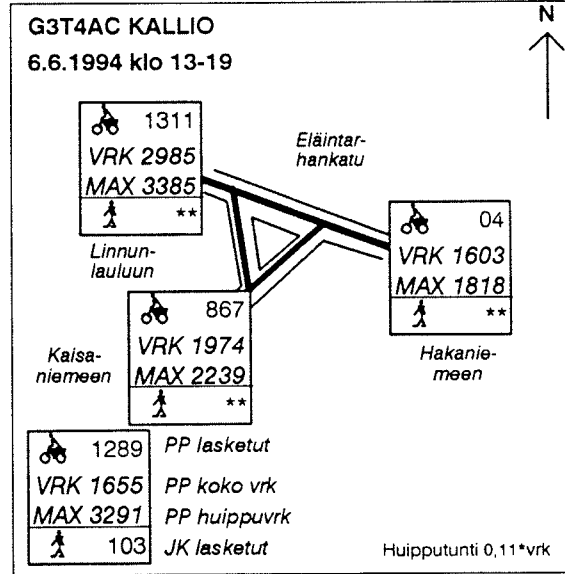 G3T4AC KALLIO
N
6.6.1994 klo 13-19
1311
VRK 2985
MAX 3385
**
Eläintar-
hankatu
Linnun-
lauluun
04
VRK 1603
MAX 1818
**
Hakanie-
meen
867
VRK 1974
MAX 2239
**
Kaisa-
niemeen
1289 PP lasketut
VRK 1655 PP koko vrk
MAX 3291 PP huippuvrk
103 JK lasketut
Huipputunti 0,11*vrk